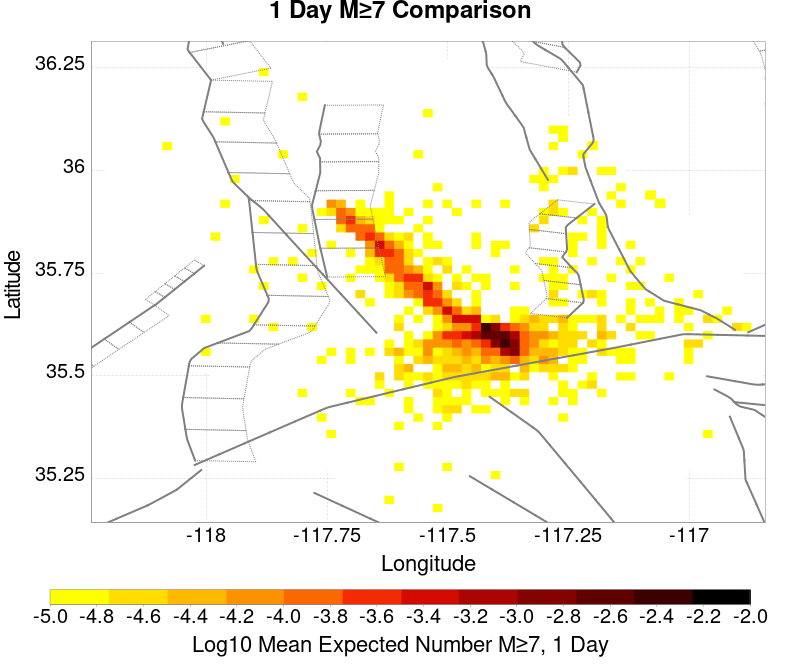 1 Day M≥7 Comparison
36.25
36
35.75
35.5
35.25
Latitude
-118 -117.75 -117.5 -117.25 -117
Longitude
-5.0 -4.8 -4.6 -4.4 -4.2 -4.0 -3.8 -3.6 -3.4 -3.2 -3.0 -2.8 -2.6 -2.4 -2.2 -2.0
Log10 Mean Expected Number M≥7, 1 Day